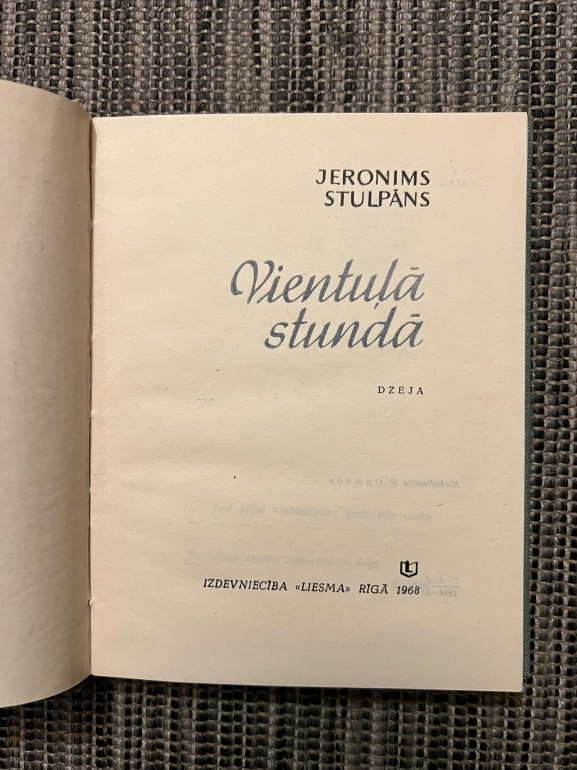 JERONIMS
STULPĀNS
Vientuļā
stundā
DZEJA
IZDEVNIECĪBA «LIESMA» RĪGĀ 1968